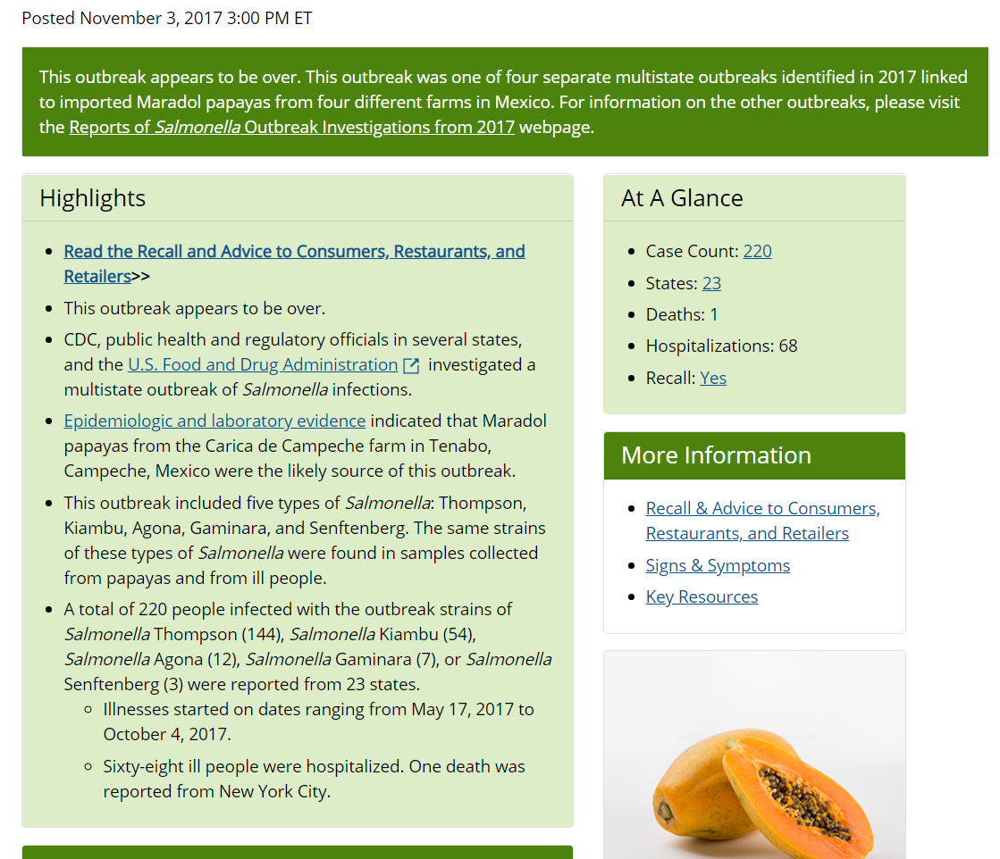 Posted November 3, 2017 3:00 PM ET
This outbreak appears to be over. This outbreak was one of four separate multistate outbreaks identified in 2017 linked
to imported Maradol papayas from four different farms in Mexico. For information on the other outbreaks, please visit
the Reports of Salmonella Outbreak Investigations from 2017 webpage.
Highlights
Read the Recall and Advice to Consumers, Restaurants, and
Retailers>>
This outbreak appears to be over.
CDC, public health and regulatory officials in several states,
and the U.S. Food and Drug Administration investigated a
multistate outbreak of Salmonella infections.
Epidemiologic and laboratory evidence indicated that Maradol
papayas from the Carica de Campeche farm in Tenabo,
Campeche, Mexico were the likely source of this outbreak.
This outbreak included five types of Salmonella: Thompson,
Kiambu, Agona, Gaminara, and Senftenberg. The same strains
of these types of Salmonella were found in samples collected
from papayas and from ill people.
A total of 220 people infected with the outbreak strains of
Salmonella Thompson (144), Salmonella Kiambu (54),
Salmonella Agona (12), Salmonella Gaminara (7), or Salmonella
Senftenberg (3) were reported from 23 states.
Illnesses started on dates ranging from May 17, 2017 to
October 4, 2017.
Sixty-eight ill people were hospitalized. One death was
reported from New York City.
At A Glance
Case Count: 220
States: 23
Deaths: 1
Hospitalizations: 68
Recall: Yes
More Information
Recall & Advice to Consumers,
Restaurants, and Retailers
Signs & Symptoms
Key Resources